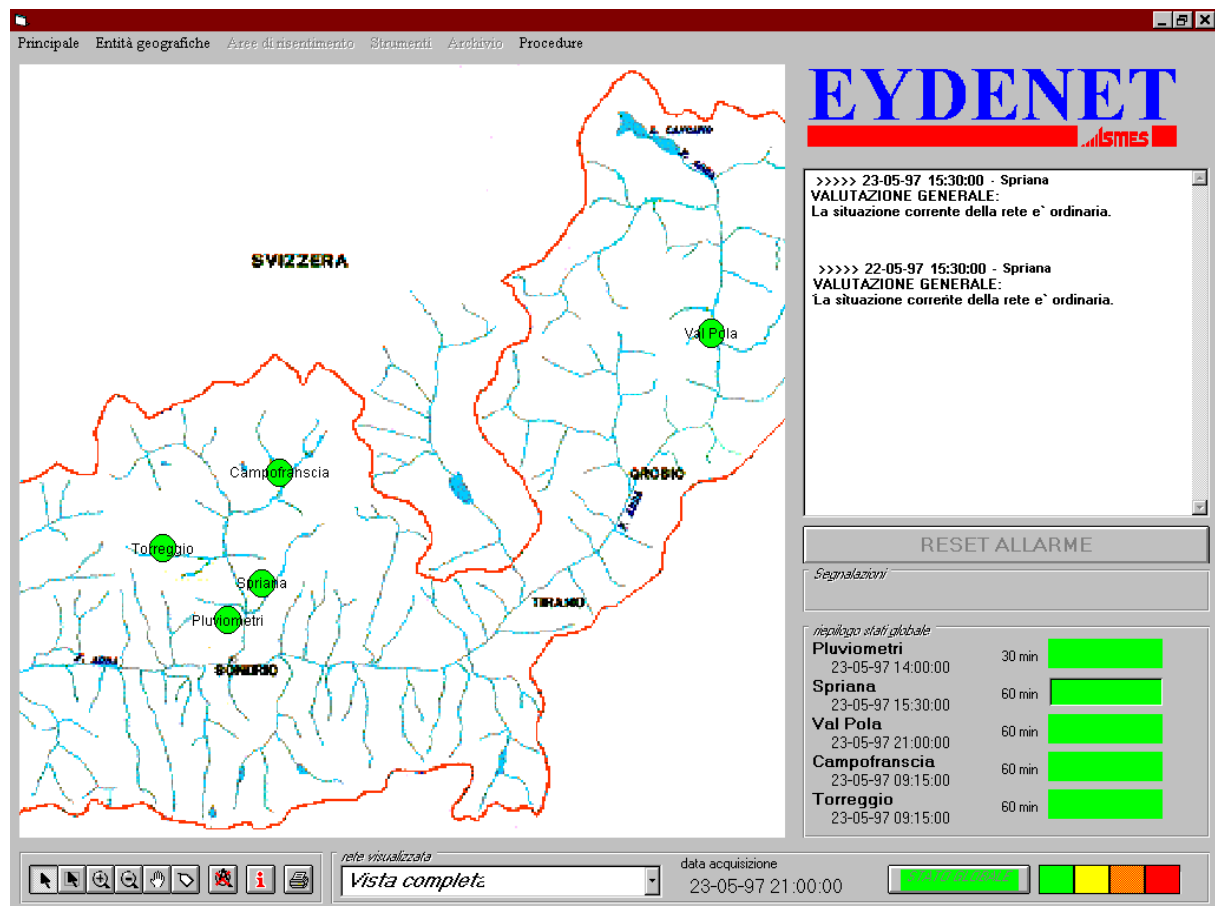 Principale Entità geografiche Aree di risentimento Strumenti Archivio Procedure
EYDENET
ISMES
>>>>> 23-05-97 15:30:00 - Spriana
VALUTAZIONE GENERALE:
La situazione corrente della rete e` ordinaria.
>>>>> 22-05-97 15:30:00 - Spriana
VALUTAZIONE GENERALE:
La situazione corrente della rete e` ordinaria.
SVIZZERA
Val Pola
GROSIO
Campofranscia
Torreggio
Spriana
Pluviometri
TIRANO
F. ADDA
SONDRIO
RESET ALLARME
Segnalazioni
riepilogo stati globale
Pluviometri
23-05-97 14:00:00
30 min
Spriana
23-05-97 15:30:00
60 min
Val Pola
23-05-97 21:00:00
60 min
Campofranscia
23-05-97 09:15:00
60 min
Torreggio
23-05-97 09:15:00
60 min
rete visualizzata
Vista completa
data acquisizione
23-05-97 21:00:00
STATO GLOBALE